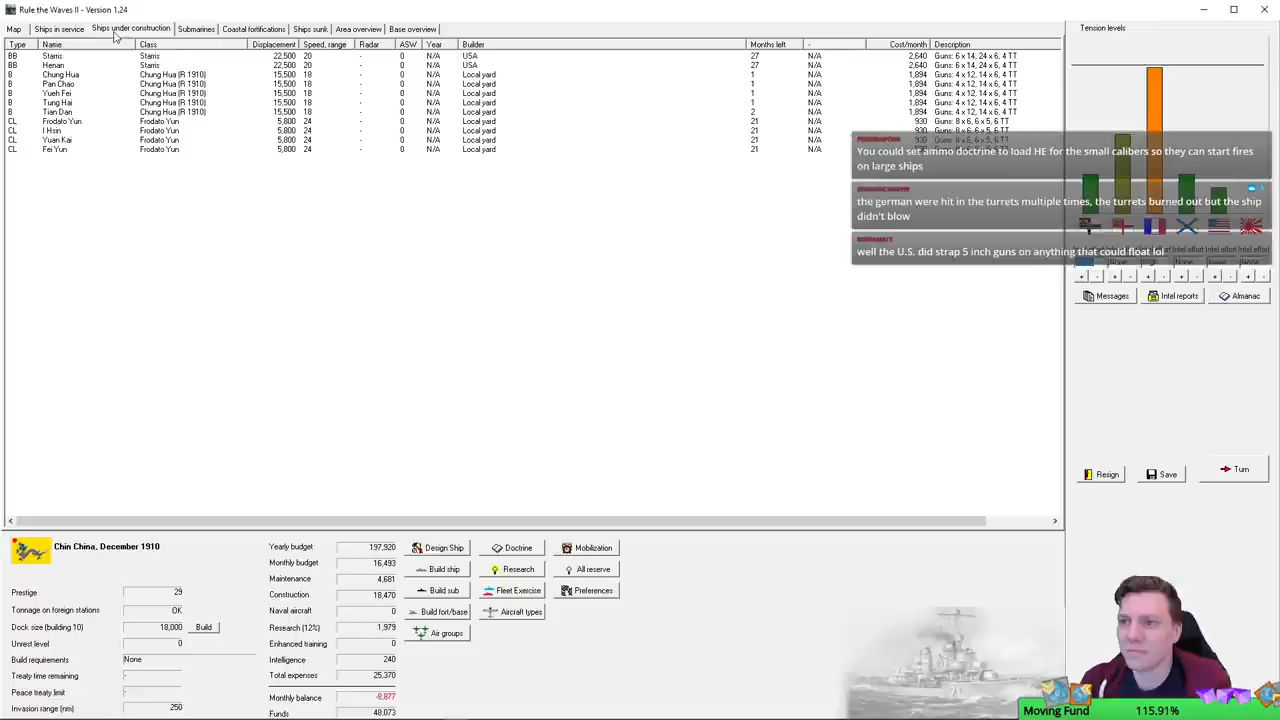 Rule the Waves II - Version 1.24
Map Ships in service Ships under construction Submarines Coastal fortifications Ships sunk Area overview Base overview
Type Name Class Displacement Speed, range Radar ASW Year Builder Months left - Cost/month Description
BB Starris Starris 22,500 20 - 0 N/A USA 27 N/A 2,640 Guns: 6 x 14, 24 x 6, 4 TT
BB Henan Starris 22,500 20 - 0 N/A USA 27 N/A 2,640 Guns: 6 x 14, 24 x 6, 4 TT
B Chung Hua Chung Hua (R 1910) 15,500 18 - 0 N/A Local yard 1 N/A 1,894 Guns: 4 x 12, 14 x 6, 4 TT
B Pan Chao Chung Hua (R 1910) 15,500 18 - 0 N/A Local yard 1 N/A 1,894 Guns: 4 x 12, 14 x 6, 4 TT
B Yueh Fei Chung Hua (R 1910) 15,500 18 - 0 N/A Local yard 1 N/A 1,894 Guns: 4 x 12, 14 x 6, 4 TT
B Tung Hai Chung Hua (R 1910) 15,500 18 - 0 N/A Local yard 1 N/A 1,894 Guns: 4 x 12, 14 x 6, 4 TT
B Tian Dan Chung Hua (R 1910) 15,500 18 - 0 N/A Local yard 2 N/A 1,894 Guns: 4 x 12, 14 x 6, 4 TT
CL Frodato Yun Frodato Yun 5,800 24 - 0 N/A Local yard 21 N/A 930 Guns: 8 x 6, 6 x 5, 6 TT
CL I Hsin Frodato Yun 5,800 24 - 0 N/A Local yard 21 N/A 930 Guns: 8 x 6, 6 x 5, 6 TT
CL Yuan Kai Frodato Yun 5,800 24 - 0 N/A Local yard 21 N/A
CL Fei Yun Frodato Yun 5,800 24 - 0 N/A Local yard 21 N/A
Tension levels
You could set ammo doctrine to load HE for the small calibers so they can start fires
on large ships
the german were hit in the turrets multiple times, the turrets burned out but the ship
didn't blow
well the U.S. did strap 5 inch guns on anything that could float lol
+ - + - + - + - + - + -
Messages Intel reports Almanac
Resign Save Turn
Chin China, December 1910
Prestige 29
Tonnage on foreign stations OK
Dock size (building 10) 18,000 Build
Unrest level 0
Build requirements None
Treaty time remaining -
Peace treaty limit -
Invasion range (nm) 250
Yearly budget 197,920
Monthly budget 16,493
Maintenance 4,681
Construction 18,470
Naval aircraft 0
Research (12%) 1,979
Enhanced training 0
Intelligence 240
Total expenses 25,370
Monthly balance -8,877
Funds 48,073
Design Ship Doctrine Mobilization
Build ship Research All reserve
Build sub Fleet Exercise Preferences
Build fort/base Aircraft types
Air groups
Moving Fund 115.91%